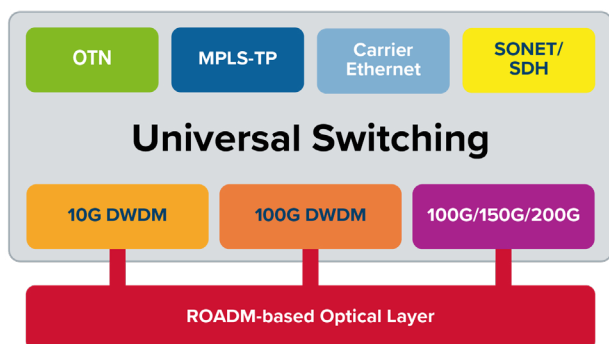 OTN
MPLS-TP
Carrier
Ethernet
SONET/
SDH
Universal Switching
10G DWDM
100G DWDM
100G/150G/200G
ROADM-based Optical Layer